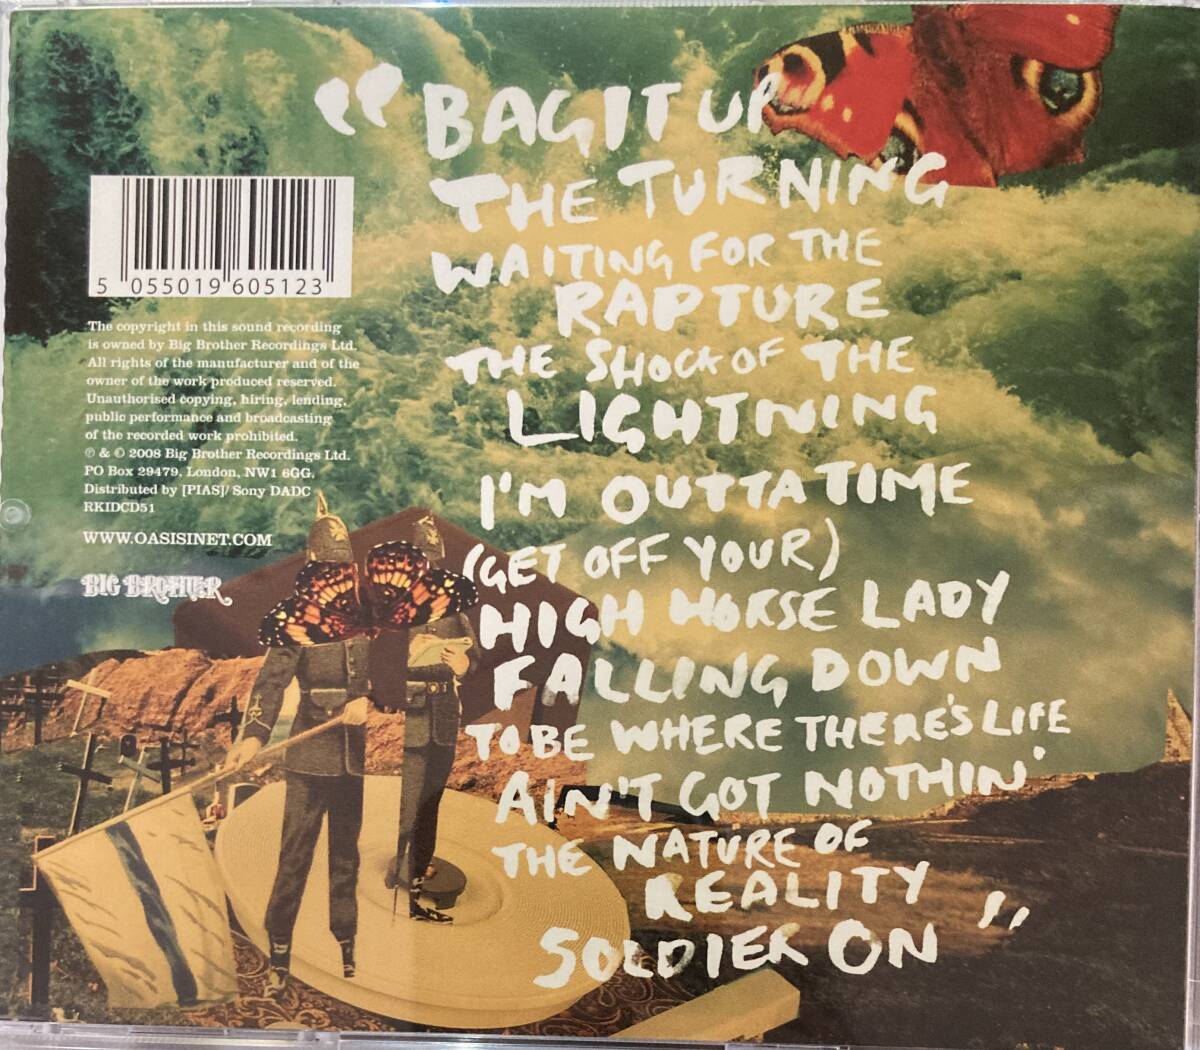 “BAG IT UP
THE TURNING
WAITING FOR THE
RAPTURE
THE SHOCK OF THE
LIGHTNING
I'M OUTTA TIME
(GET OFF YOUR)
HIGH HORSE LADY
FALLING DOWN
TO BE WHERE THERE'S LIFE
AIN'T GOT NOTHIN'
THE NATURE OF
REALITY
SOLDIER ON”
5 055019 605123
The copyright in this sound recording
is owned by Big Brother Recordings Ltd.
All rights of the manufacturer and of the
owner of the work produced reserved.
Unauthorised copying, hiring, lending,
public performance and broadcasting
of the recorded work prohibited.
℗ & © 2008 Big Brother Recordings Ltd.
PO Box 29479, London, NW1 6GG.
Distributed by [PIAS]/ Sony DADC
RKIDCD51
WWW.OASISINET.COM
BIG BROTHER